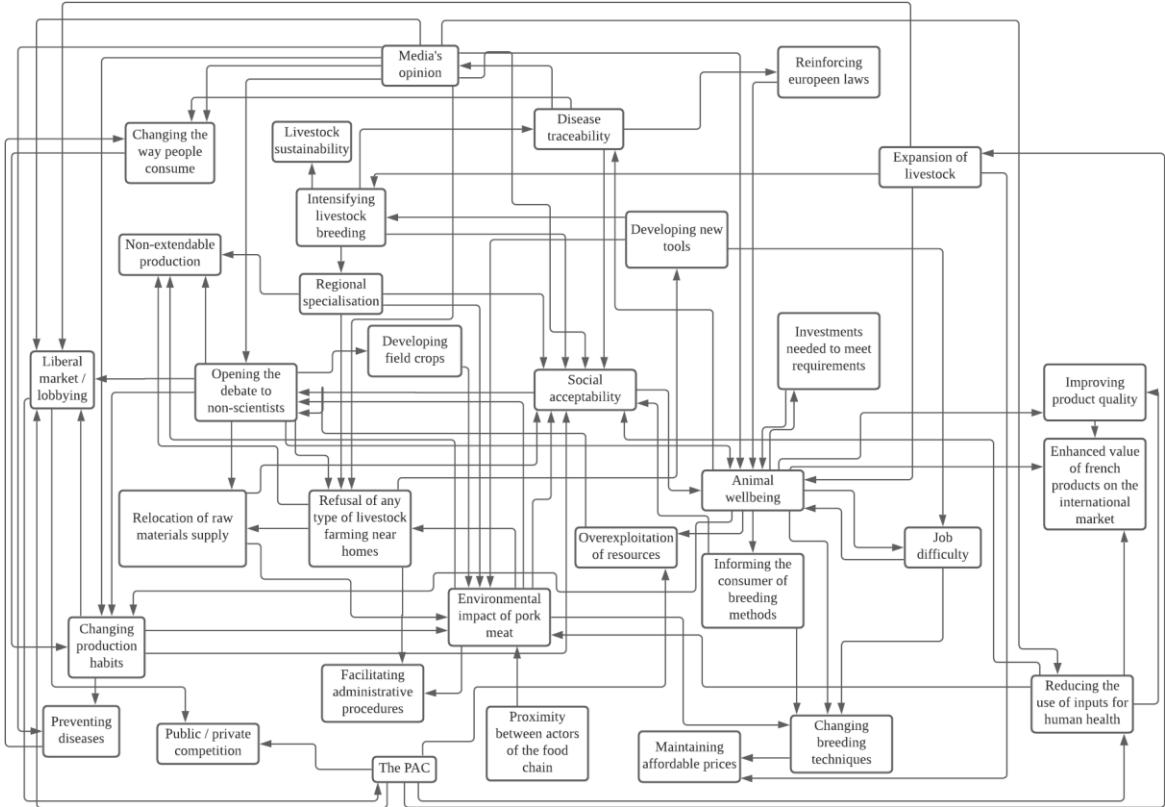 Media's
opinion
Reinforcing
europeen laws
Disease
traceability
Livestock
sustainability
Changing the
way people
consume
Expansion of
livestock
Intensifying
livestock
breeding
Developing new
tools
Non-extendable
production
Regional
specialisation
Investments
needed to meet
requirements
Developing
field crops
Liberal
market /
lobbying
Opening the
debate to
non-scientists
Social
acceptability
Improving
product quality
Enhanced value
of french
products on the
international
market
Animal
wellbeing
Relocation of raw
materials supply
Refusal of any
type of livestock
farming near
homes
Overexploitation
of resources
Job
difficulty
Informing the
consumer of
breeding
methods
Environmental
impact of pork
meat
Changing
production
habits
Facilitating
administrative
procedures
Reducing the
use of inputs for
human health
Preventing
diseases
Public / private
competition
Proximity
between actors
of the food
chain
Changing
breeding
techniques
Maintaining
affordable prices
The PAC